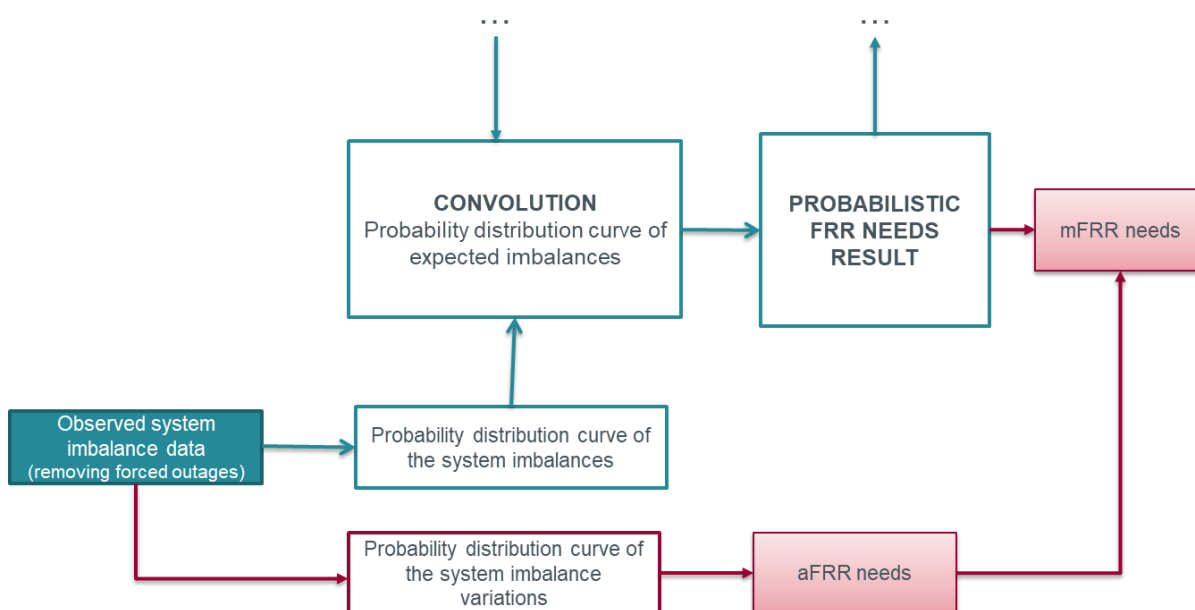 ...
...
CONVOLUTION
Probability distribution curve of
expected imbalances
PROBABILISTIC
FRR NEEDS
RESULT
mFRR needs
Observed system
imbalance data
(removing forced outages)
Probability distribution curve of
the system imbalances
Probability distribution curve of
the system imbalance
variations
aFRR needs